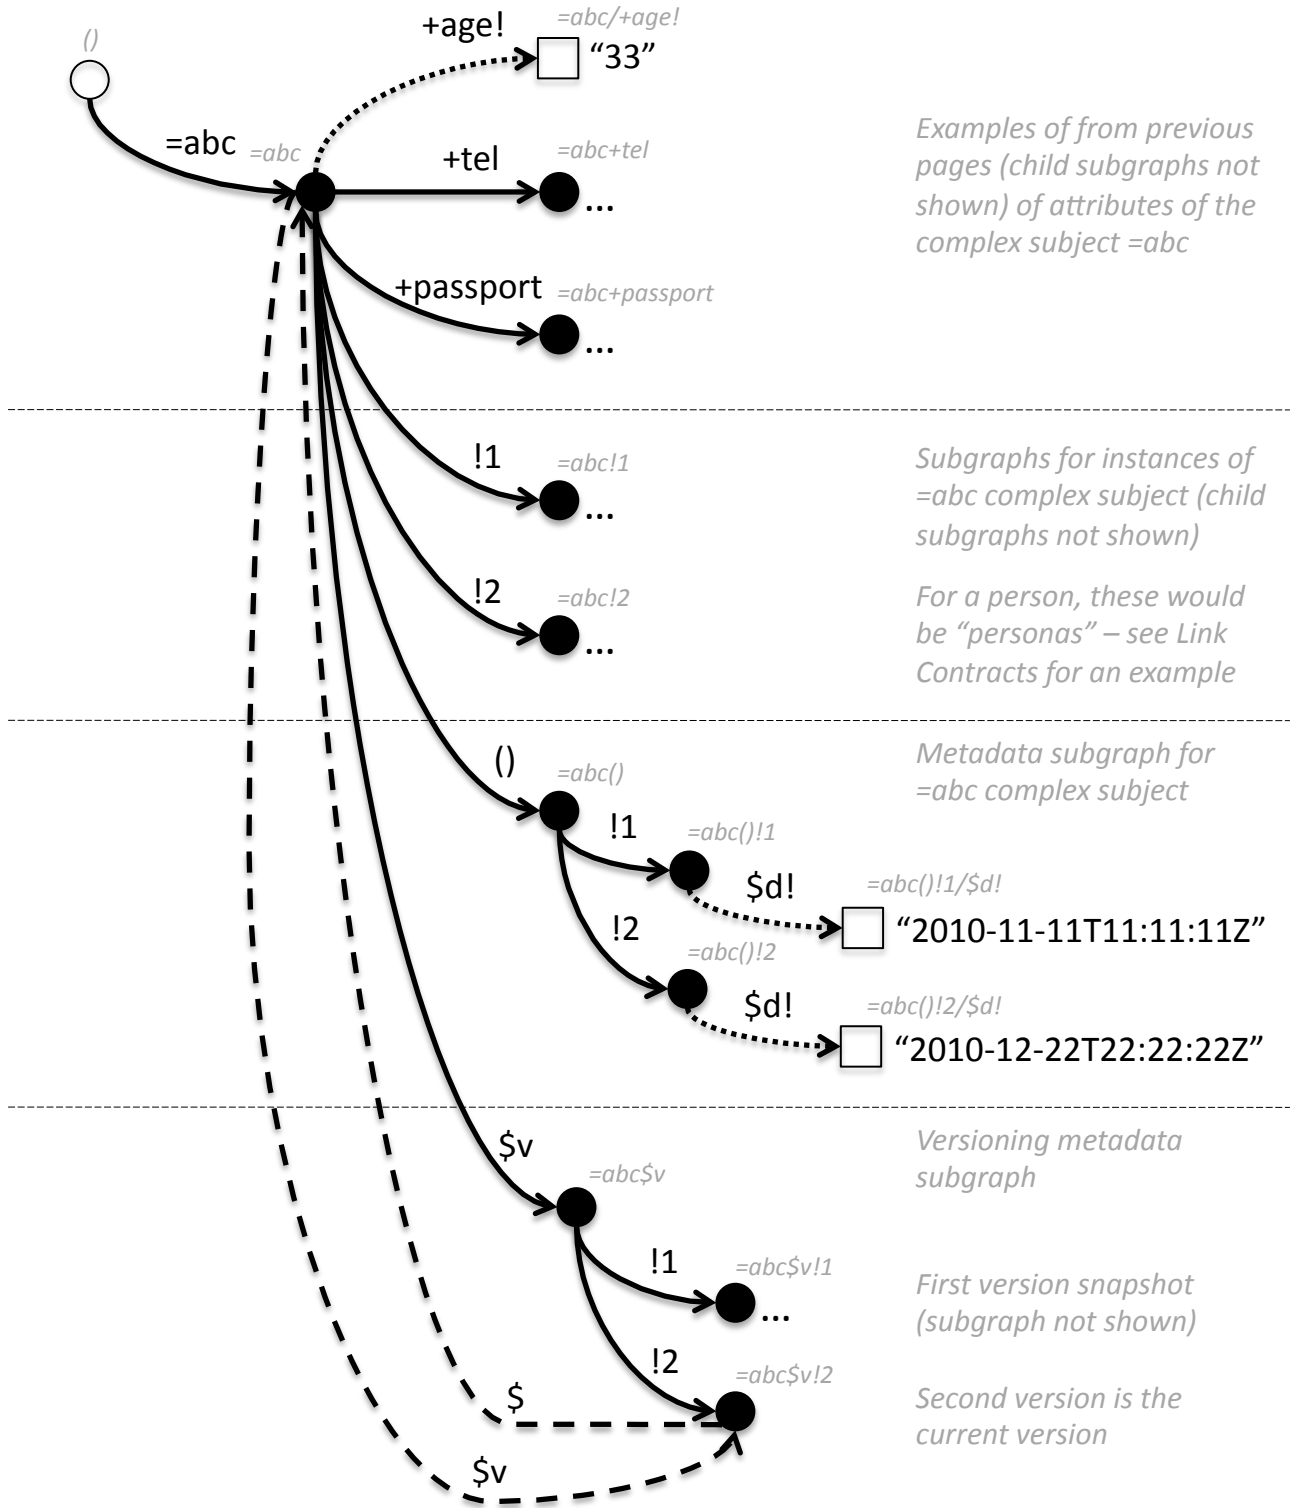 ()
+age!
=abc/+age!
“33”
=abc
=abc
+tel
=abc+tel
...
Examples of from previous
pages (child subgraphs not
shown) of attributes of the
complex subject =abc
+passport
=abc+passport
...
!1
=abc!1
...
Subgraphs for instances of
=abc complex subject (child
subgraphs not shown)
!2
=abc!2
...
For a person, these would
be “personas” – see Link
Contracts for an example
()
=abc()
Metadata subgraph for
=abc complex subject
!1
=abc()!1
$d!
=abc()!1/$d!
“2010-11-11T11:11:11Z”
!2
=abc()!2
$d!
=abc()!2/$d!
“2010-12-22T22:22:22Z”
$v
=abc$v
Versioning metadata
subgraph
!1
=abc$v!1
...
First version snapshot
(subgraph not shown)
!2
=abc$v!2
Second version is the
current version
$
$v